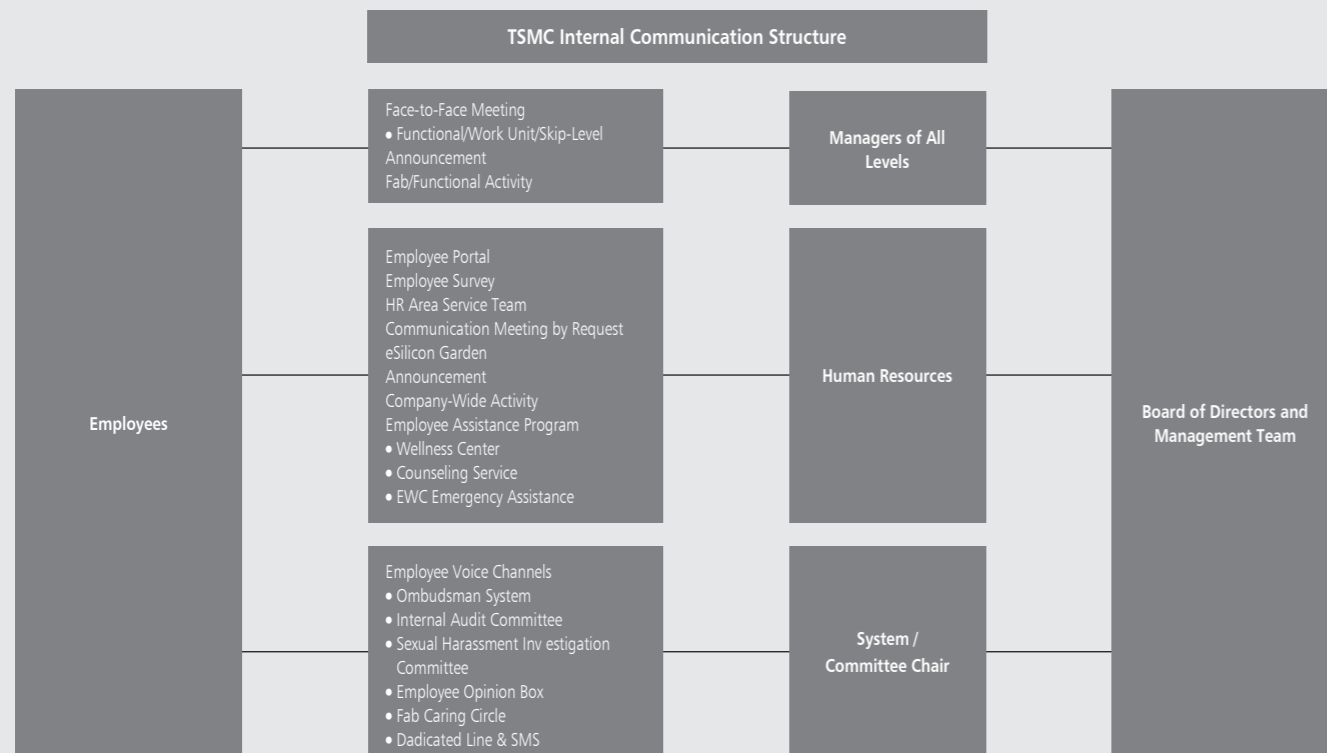 TSMC Internal Communication Structure
Employees
Face-to-Face Meeting
• Functional/Work Unit/Skip-Level
Announcement
Fab/Functional Activity
Managers of All
Levels
Employee Portal
Employee Survey
HR Area Service Team
Communication Meeting by Request
eSilicon Garden
Announcement
Company-Wide Activity
Employee Assistance Program
• Wellness Center
• Counseling Service
• EWC Emergency Assistance
Human Resources
Employee Voice Channels
• Ombudsman System
• Internal Audit Committee
• Sexual Harassment Inv estigation
Committee
• Employee Opinion Box
• Fab Caring Circle
• Dadicated Line & SMS
System /
Committee Chair
Board of Directors and
Management Team